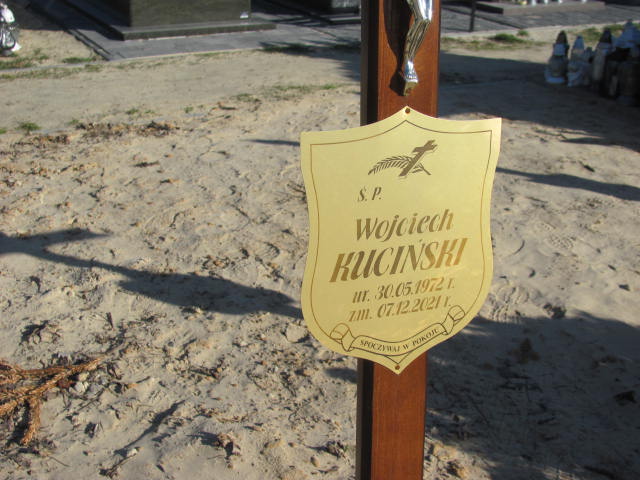 Ś. P.
Wojciech
KUCIŃSKI
ur. 30.05.1972 r.
zm. 07.12.2021 r.
SPOCZYWAJ W POKOJU